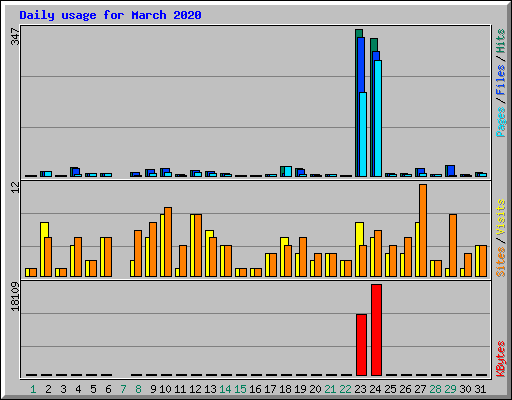 Daily usage for March 2020
347
Pages / Files / Hits
12
Sites / Visits
18109
KBytes
1 2 3 4 5 6 7 8 9 10 11 12 13 14 15 16 17 18 19 20 21 22 23 24 25 26 27 28 29 30 31